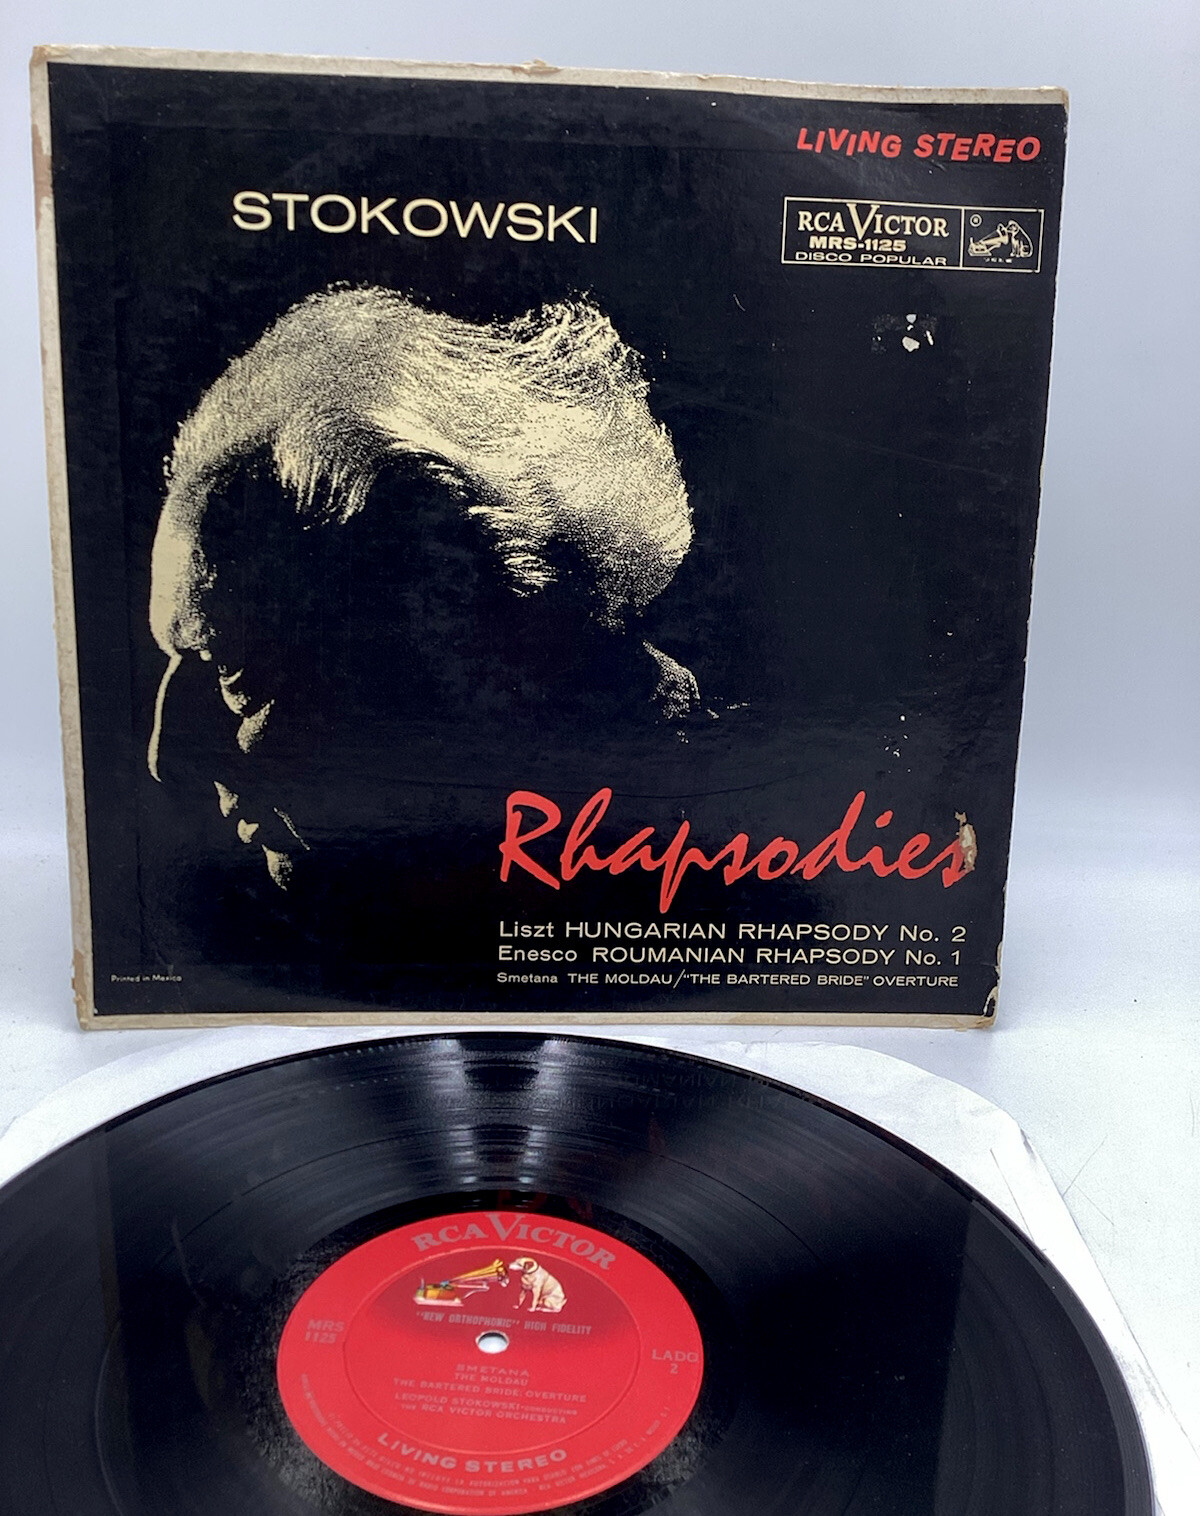 LIVING STEREO
STOKOWSKI
RCA VICTOR
MRS-1125
DISCO POPULAR
Rhapsodies
Liszt HUNGARIAN RHAPSODY No. 2
Enesco ROUMANIAN RHAPSODY No. 1
Smetana THE MOLDAU/"THE BARTERED BRIDE" OVERTURE
Printed in Mexico
RCA VICTOR
"NEW ORTHOPHONIC" HIGH FIDELITY
MRS
1125
LADO
2
SMETANA
THE MOLDAU
THE BARTERED BRIDE: OVERTURE
LEOPOLD STOKOWSKI-CONDUCTING
THE RCA VICTOR ORCHESTRA
LIVING STEREO